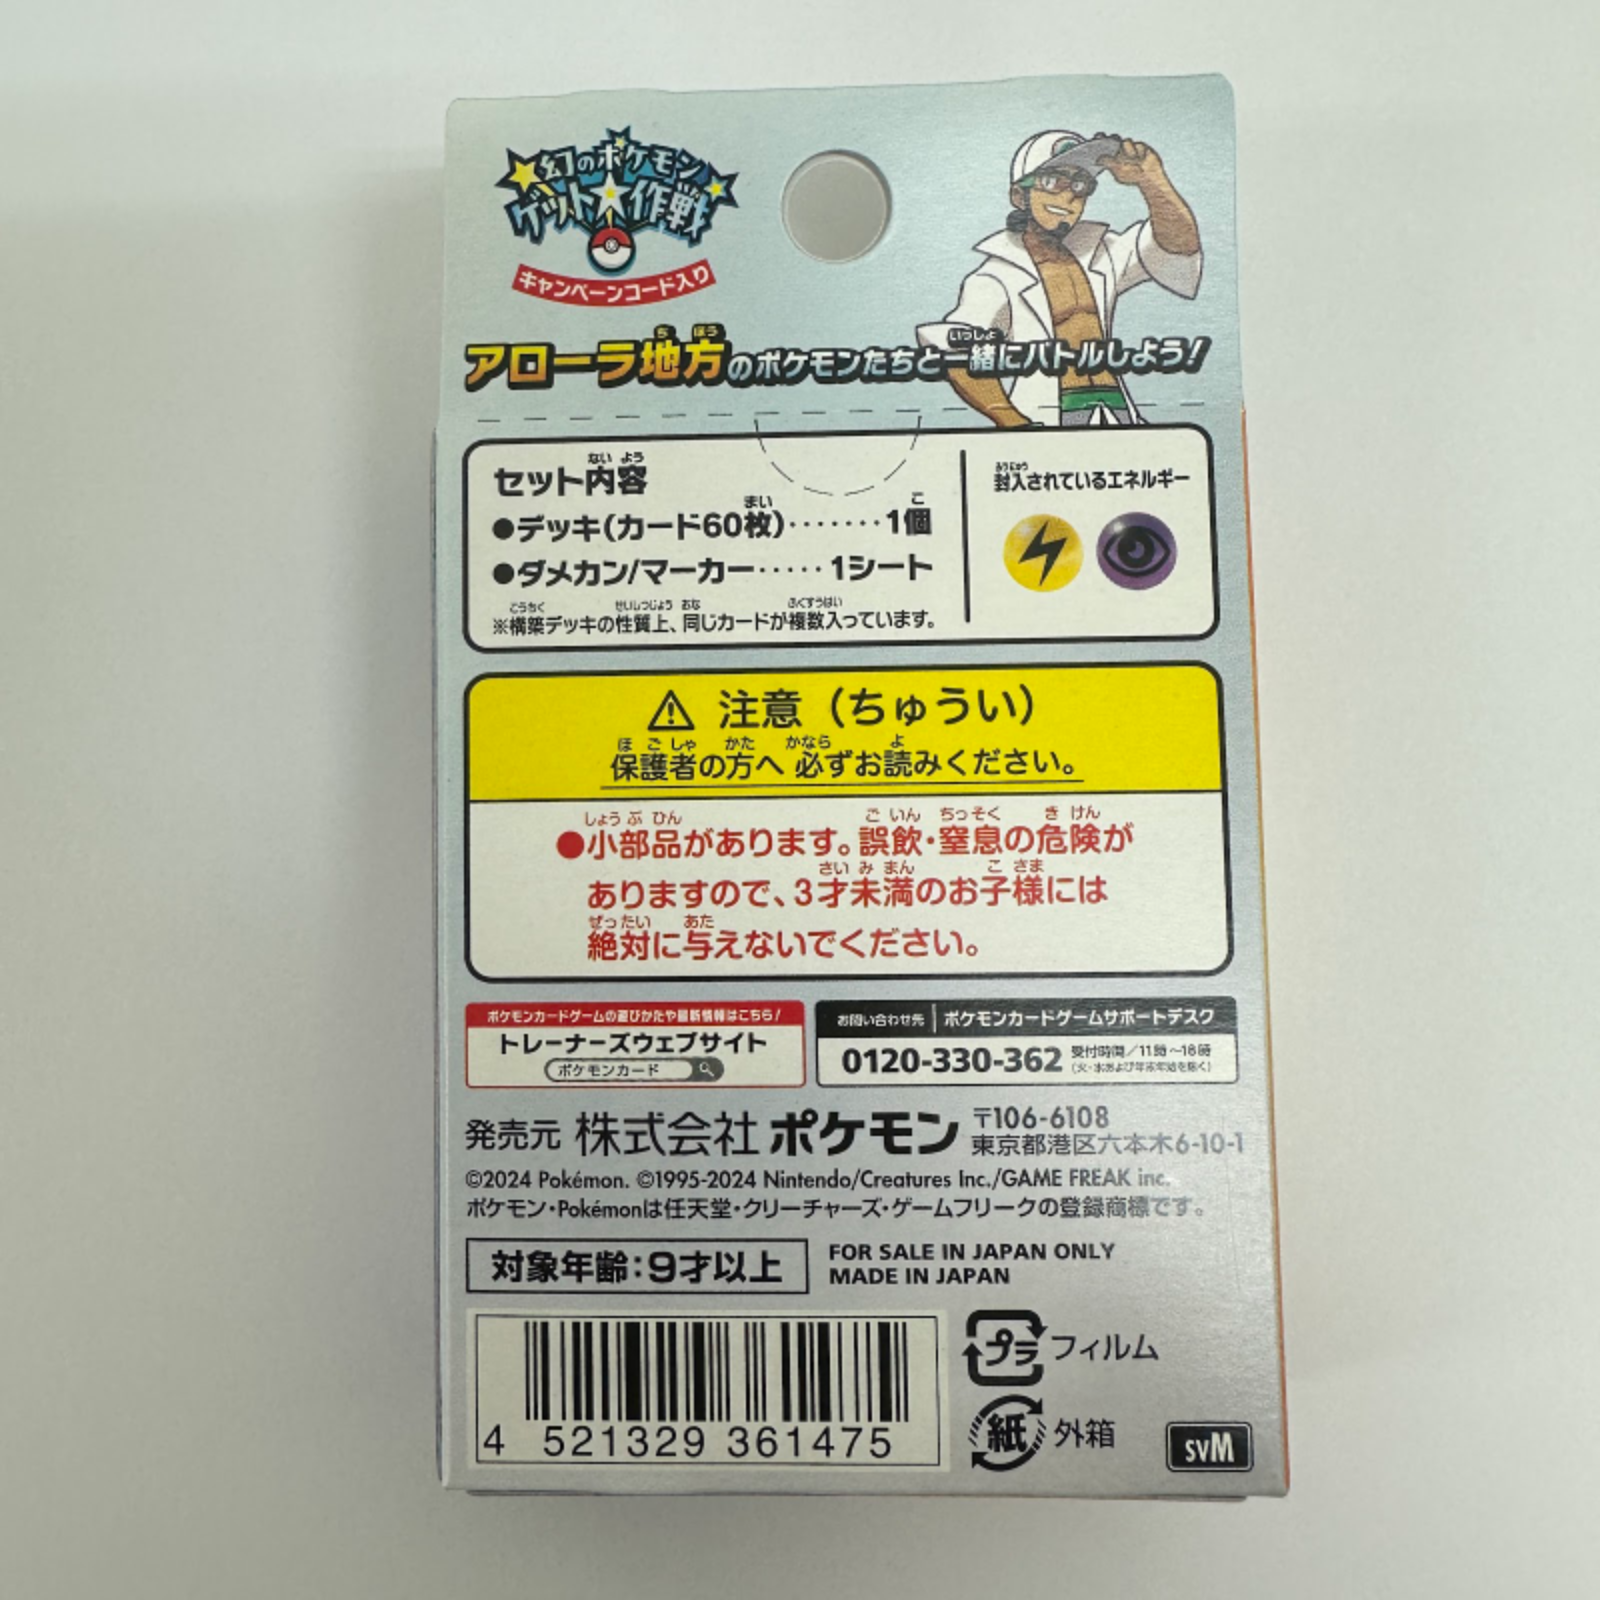 幻のポケモン
ゲット★作戦
キャンペーンコード入り
アローラ地方のポケモンたちと一緒にバトルしよう!
セット内容
●デッキ(カード60枚)·······1個
●ダメカン/マーカー·····1シート
※構築デッキの性質上、同じカードが複数入っています。
封入されているエネルギー
⚠ 注意(ちゅうい)
保護者の方へ 必ずお読みください。
●小部品があります。誤飲・窒息の危険が
ありますので、3才未満のお子様には
絶対に与えないでください。
ポケモンカードゲームの遊びかたや最新情報はこちら!
トレーナーズウェブサイト
ポケモンカード
お問い合わせ先 ポケモンカードゲームサポートデスク
0120-330-362 受付時間/11時~18時
(火・水および年末年始を除く)
発売元 株式会社ポケモン 〒106-6108
東京都港区六本木6-10-1
©2024 Pokémon. ©1995-2024 Nintendo/Creatures Inc./GAME FREAK inc.
ポケモン・Pokémonは任天堂・クリーチャーズ・ゲームフリークの登録商標です。
対象年齢:9才以上
FOR SALE IN JAPAN ONLY
MADE IN JAPAN
4 521329 361475
プラ フィルム
紙 外箱
svM